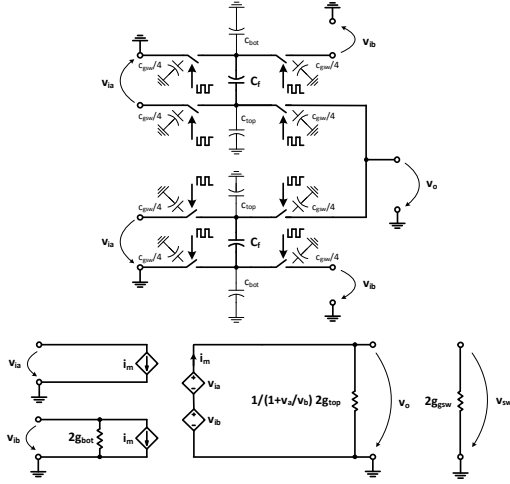 c_bot
v_ib
c_gsw/4
c_gsw/4
v_ia
C_f
c_gsw/4
c_gsw/4
c_top
v_o
c_gsw/4
c_top
c_gsw/4
v_ia
C_f
c_gsw/4
c_gsw/4
c_bot
v_ib
v_ia
i_m
i_m
v_ia
v_ib
1/(1+v_a/v_b) 2g_top
v_o
2g_gsw
v_sw
v_ib
2g_bot
i_m